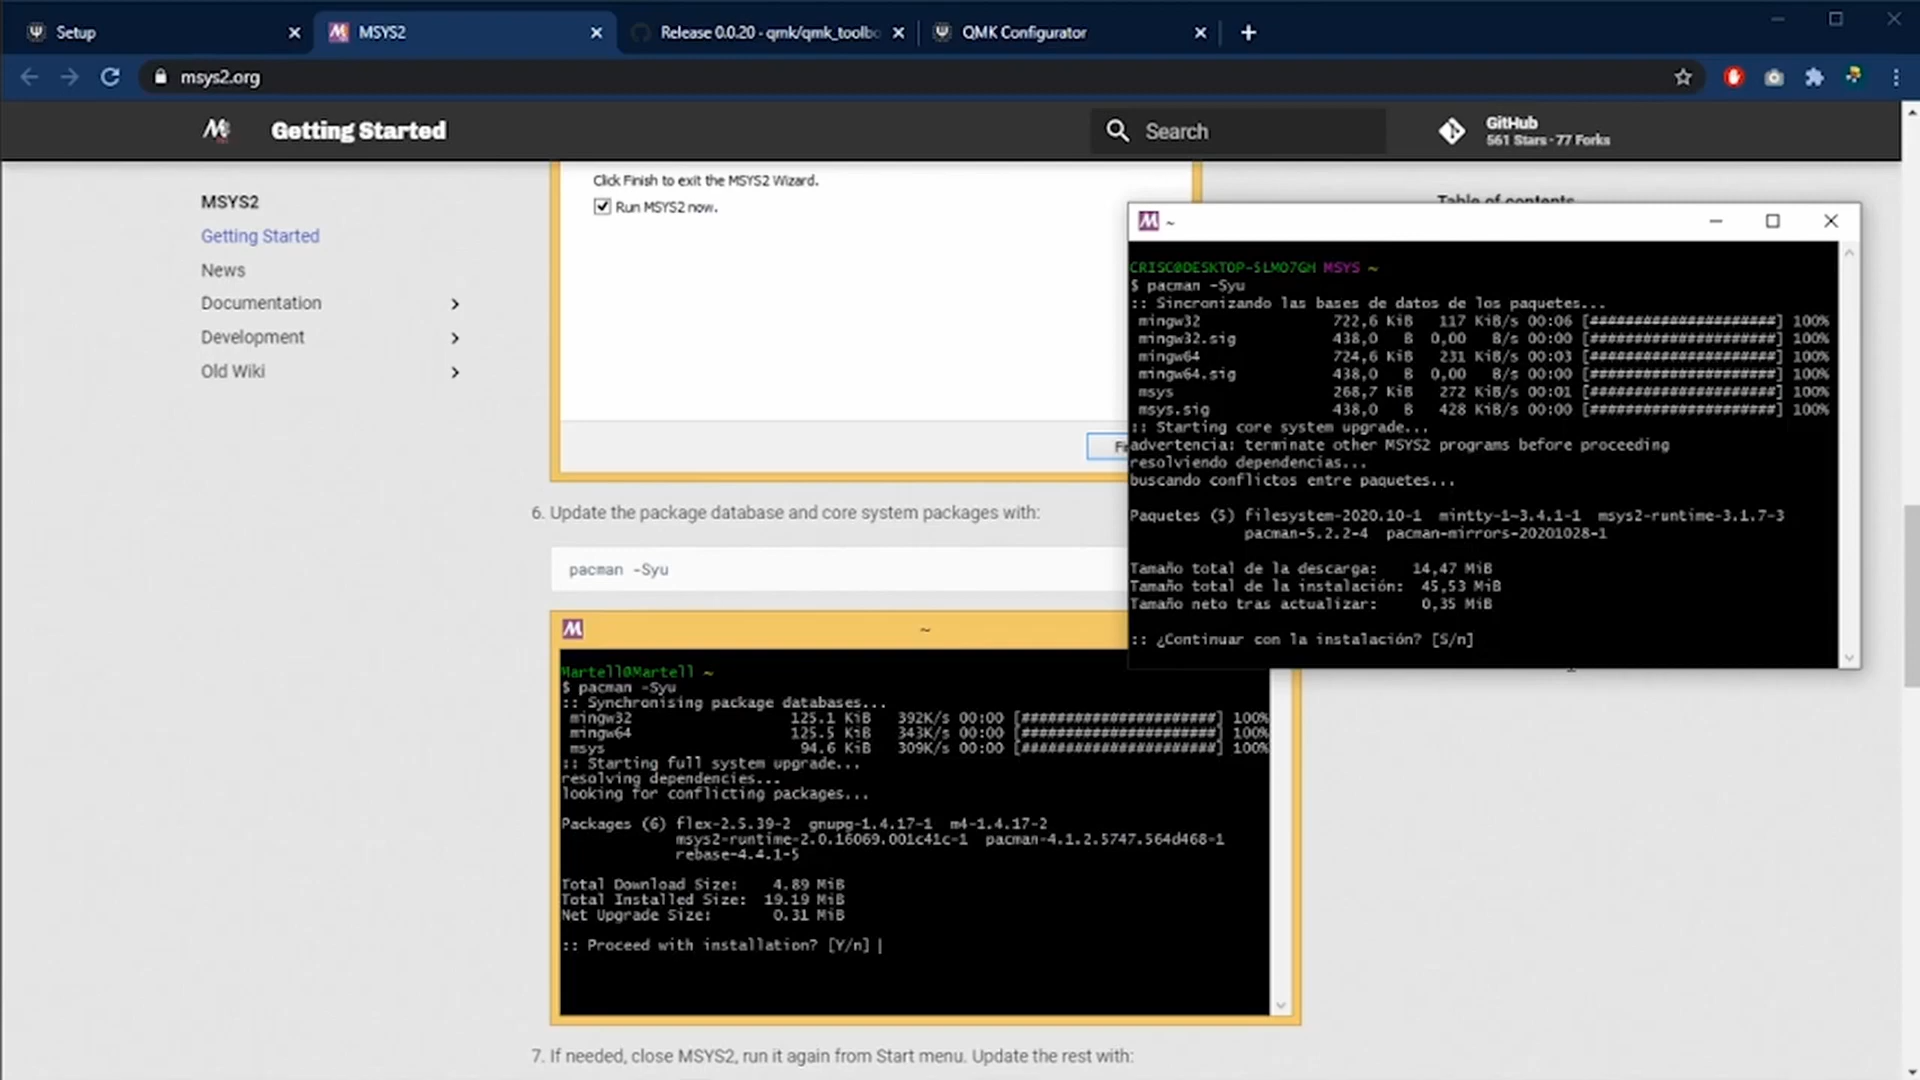 Setup
MSYS2
Release 0.0.20 - qmk/qmk_toolbo
QMK Configurator
msys2.org
Getting Started
Search
GitHub
561 Stars · 77 Forks
MSYS2
Getting Started
News
Documentation
Development
Old Wiki
Click Finish to exit the MSYS2 Wizard.
Run MSYS2 now.
Fi
Table of contents
6. Update the package database and core system packages with:
pacman -Syu
~
Martell@Martell ~
$ pacman -Syu
:: Synchronising package databases...
mingw32 125.1 KiB 392K/s 00:00 [######################] 100%
mingw64 125.5 KiB 343K/s 00:00 [######################] 100%
msys 94.6 KiB 309K/s 00:00 [######################] 100%
:: Starting full system upgrade...
resolving dependencies...
looking for conflicting packages...
Packages (6) flex-2.5.39-2 gnupg-1.4.17-1 m4-1.4.17-2
msys2-runtime-2.0.16069.001c41c-1 pacman-4.1.2.5747.564d468-1
rebase-4.4.1-5
Total Download Size: 4.89 MiB
Total Installed Size: 19.19 MiB
Net Upgrade Size: 0.31 MiB
:: Proceed with installation? [Y/n]
7. If needed, close MSYS2, run it again from Start menu. Update the rest with:
~
CRISC@DESKTOP-SLMO7GH MSYS ~
$ pacman -Syu
:: Sincronizando las bases de datos de los paquetes...
mingw32 722,6 KiB 117 KiB/s 00:06 [#####################] 100%
mingw32.sig 438,0 B 0,00 B/s 00:00 [#####################] 100%
mingw64 724,6 KiB 231 KiB/s 00:03 [#####################] 100%
mingw64.sig 438,0 B 0,00 B/s 00:00 [#####################] 100%
msys 268,7 KiB 272 KiB/s 00:01 [#####################] 100%
msys.sig 438,0 B 428 KiB/s 00:00 [#####################] 100%
:: Starting core system upgrade...
advertencia: terminate other MSYS2 programs before proceeding
resolviendo dependencias...
buscando conflictos entre paquetes...
Paquetes (5) filesystem-2020.10-1 mintty-1~3.4.1-1 msys2-runtime-3.1.7-3
pacman-5.2.2-4 pacman-mirrors-20201028-1
Tamaño total de la descarga: 14,47 MiB
Tamaño total de la instalación: 45,53 MiB
Tamaño neto tras actualizar: 0,35 MiB
:: ¿Continuar con la instalación? [S/n]